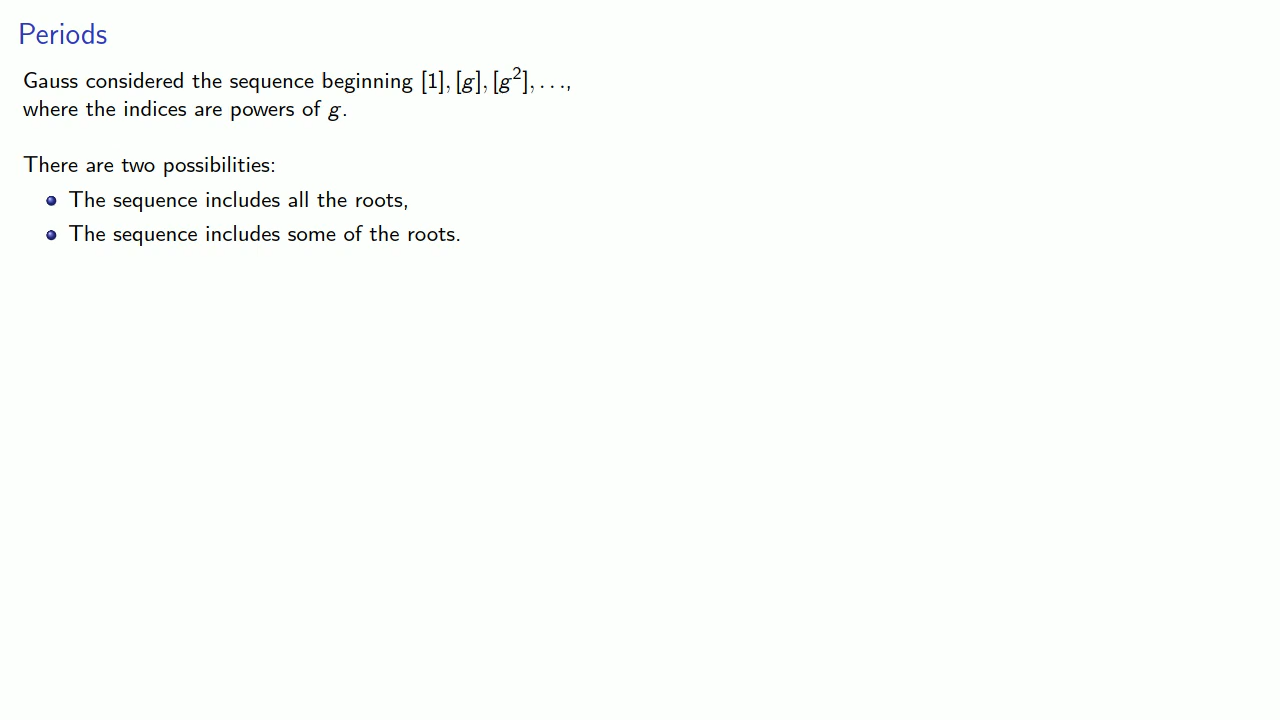 Periods
Gauss considered the sequence beginning [1], [g], [g²], . . .,
where the indices are powers of g.
There are two possibilities:
The sequence includes all the roots,
The sequence includes some of the roots.